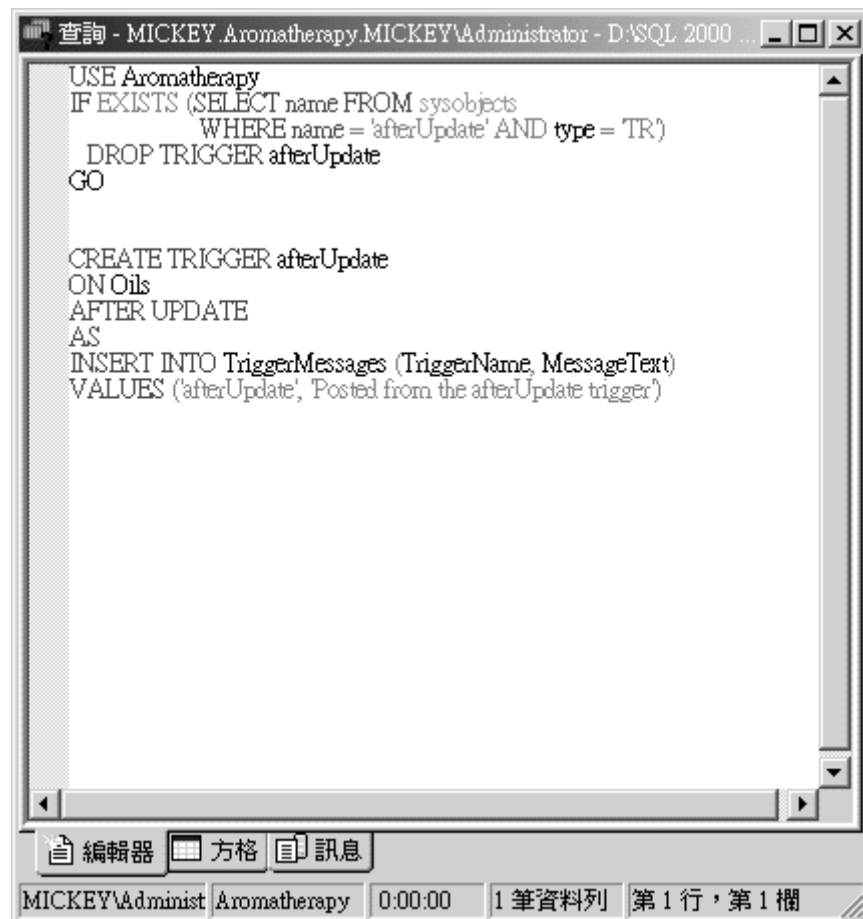 查詢 - MICKEY.Aromatherapy.MICKEY\Administrator - D:\SQL 2000 ...
USE Aromatherapy
IF EXISTS (SELECT name FROM sysobjects
WHERE name = 'afterUpdate' AND type = 'TR')
DROP TRIGGER afterUpdate
GO
CREATE TRIGGER afterUpdate
ON Oils
AFTER UPDATE
AS
INSERT INTO TriggerMessages (TriggerName, MessageText)
VALUES ('afterUpdate', 'Posted from the afterUpdate trigger')
編輯器 方格 訊息
MICKEY\Administ Aromatherapy 0:00:00 1 筆資料列 第 1 行，第 1 欄